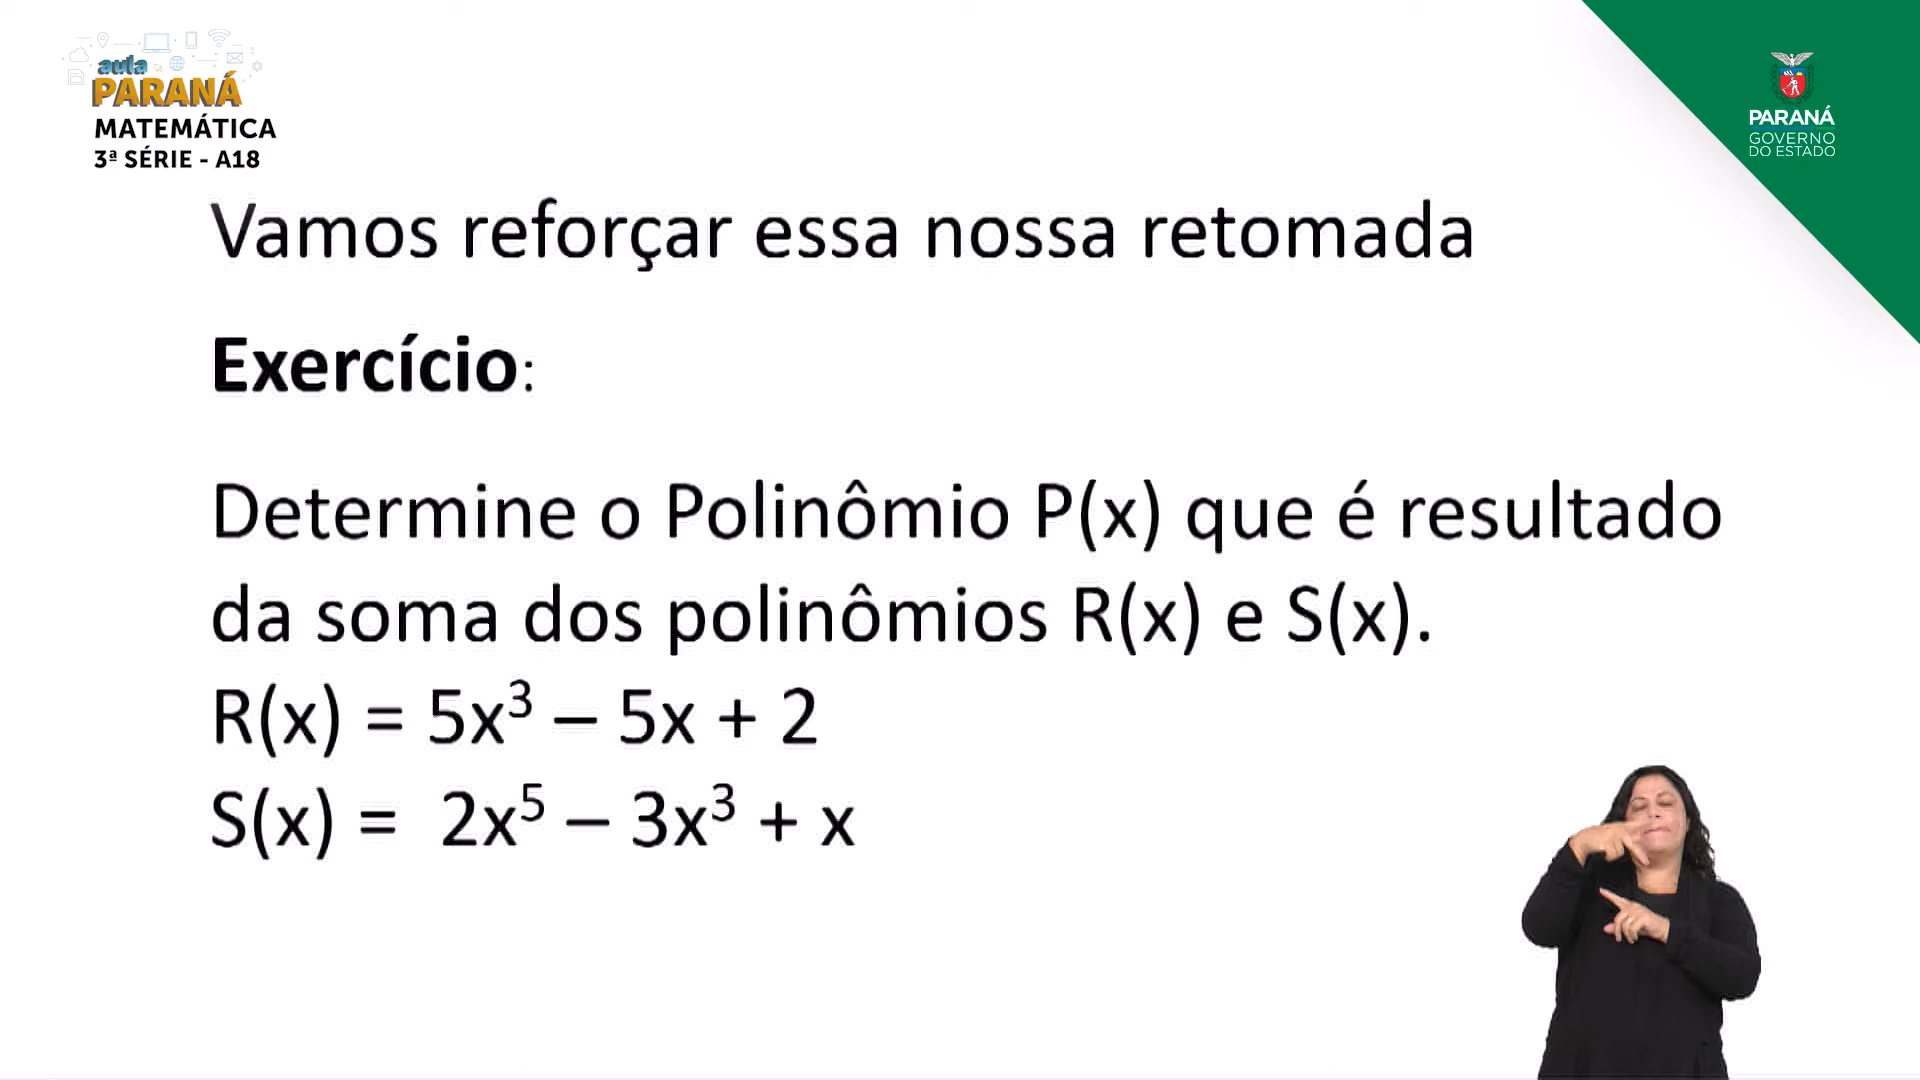 aula
PARANÁ
MATEMÁTICA
3ª SÉRIE - A18
PARANÁ
GOVERNO
DO ESTADO
Vamos reforçar essa nossa retomada
Exercício:
Determine o Polinômio P(x) que é resultado
da soma dos polinômios R(x) e S(x).
R(x) = 5x³ – 5x + 2
S(x) = 2x⁵ – 3x³ + x